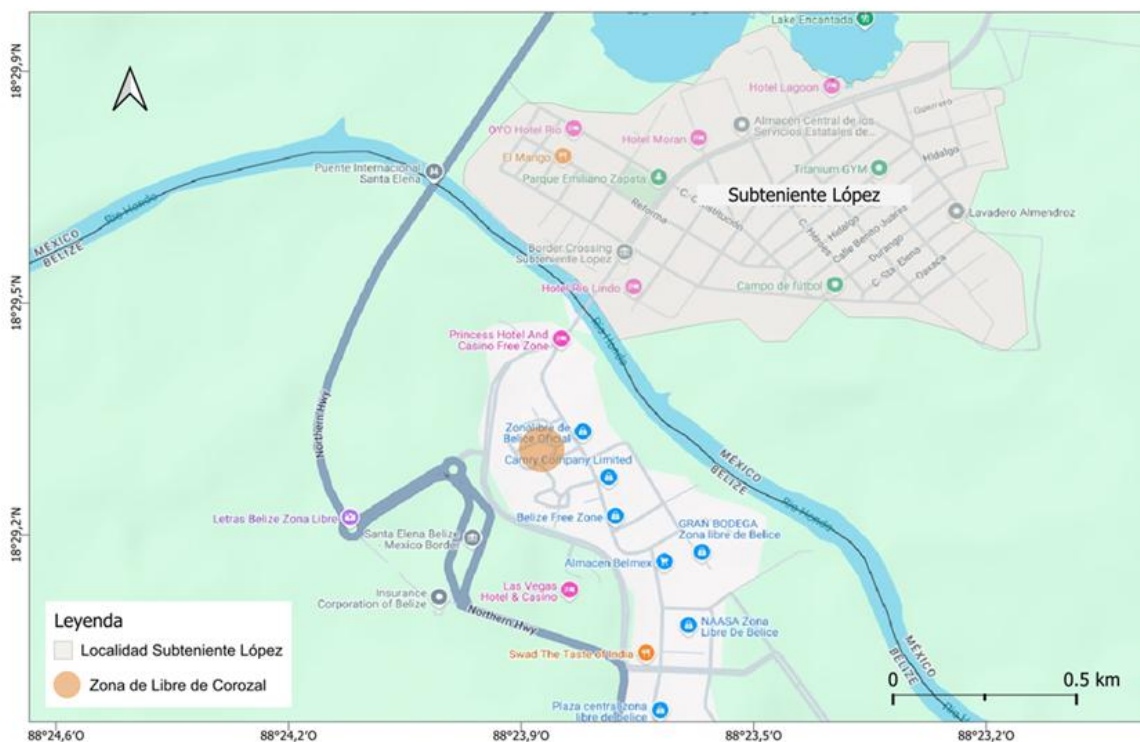 Lake Encantada
18°29,9'N
Hotel Lagoon
Guerrero
OYO Hotel Rio
Hotel Moran
Almacen Central de los
Servicios Estatales de...
El Mango
Hidalgo
Puente Internacional
Santa Elena
Parque Emiliano Zapata
Titanium GYM
Subteniente López
C. Constitución
Rio Hondo
MÉXICO
BELIZE
Reforma
Lavadero Almendroz
Hidalgo
Calle Benito Juarez
C. Héroes
Durango
C. Sta. Elena
Oaxaca
Border Crossing
Subteniente Lopez
Campo de fútbol
Hotel Rio Lindo
18°29,5'N
Rio Hondo
Princess Hotel And
Casino Free Zone
Northern Hwy
Zonalibre de
Belice Oficial
Camry Company Limited
MÉXICO
BELIZE
Rio Hondo
Letras Belize Zona Libre
Belize Free Zone
18°29,2'N
Santa Elena Belize
- Mexico Border
GRAN BODEGA
Zona libre de Belice
Almacen Belmex
Insurance
Corporation of Belize
Las Vegas
Hotel & Casino
Northern Hwy
NAASA Zona
Libre De Belice
MÉXICO
BELIZE
Swad The Taste of India
Leyenda
Localidad Subteniente López
Zona de Libre de Corozal
0 0.5 km
Plaza central zona
libre de belice
88°24,6'O 88°24,2'O 88°23,9'O 88°23,5'O 88°23,2'O